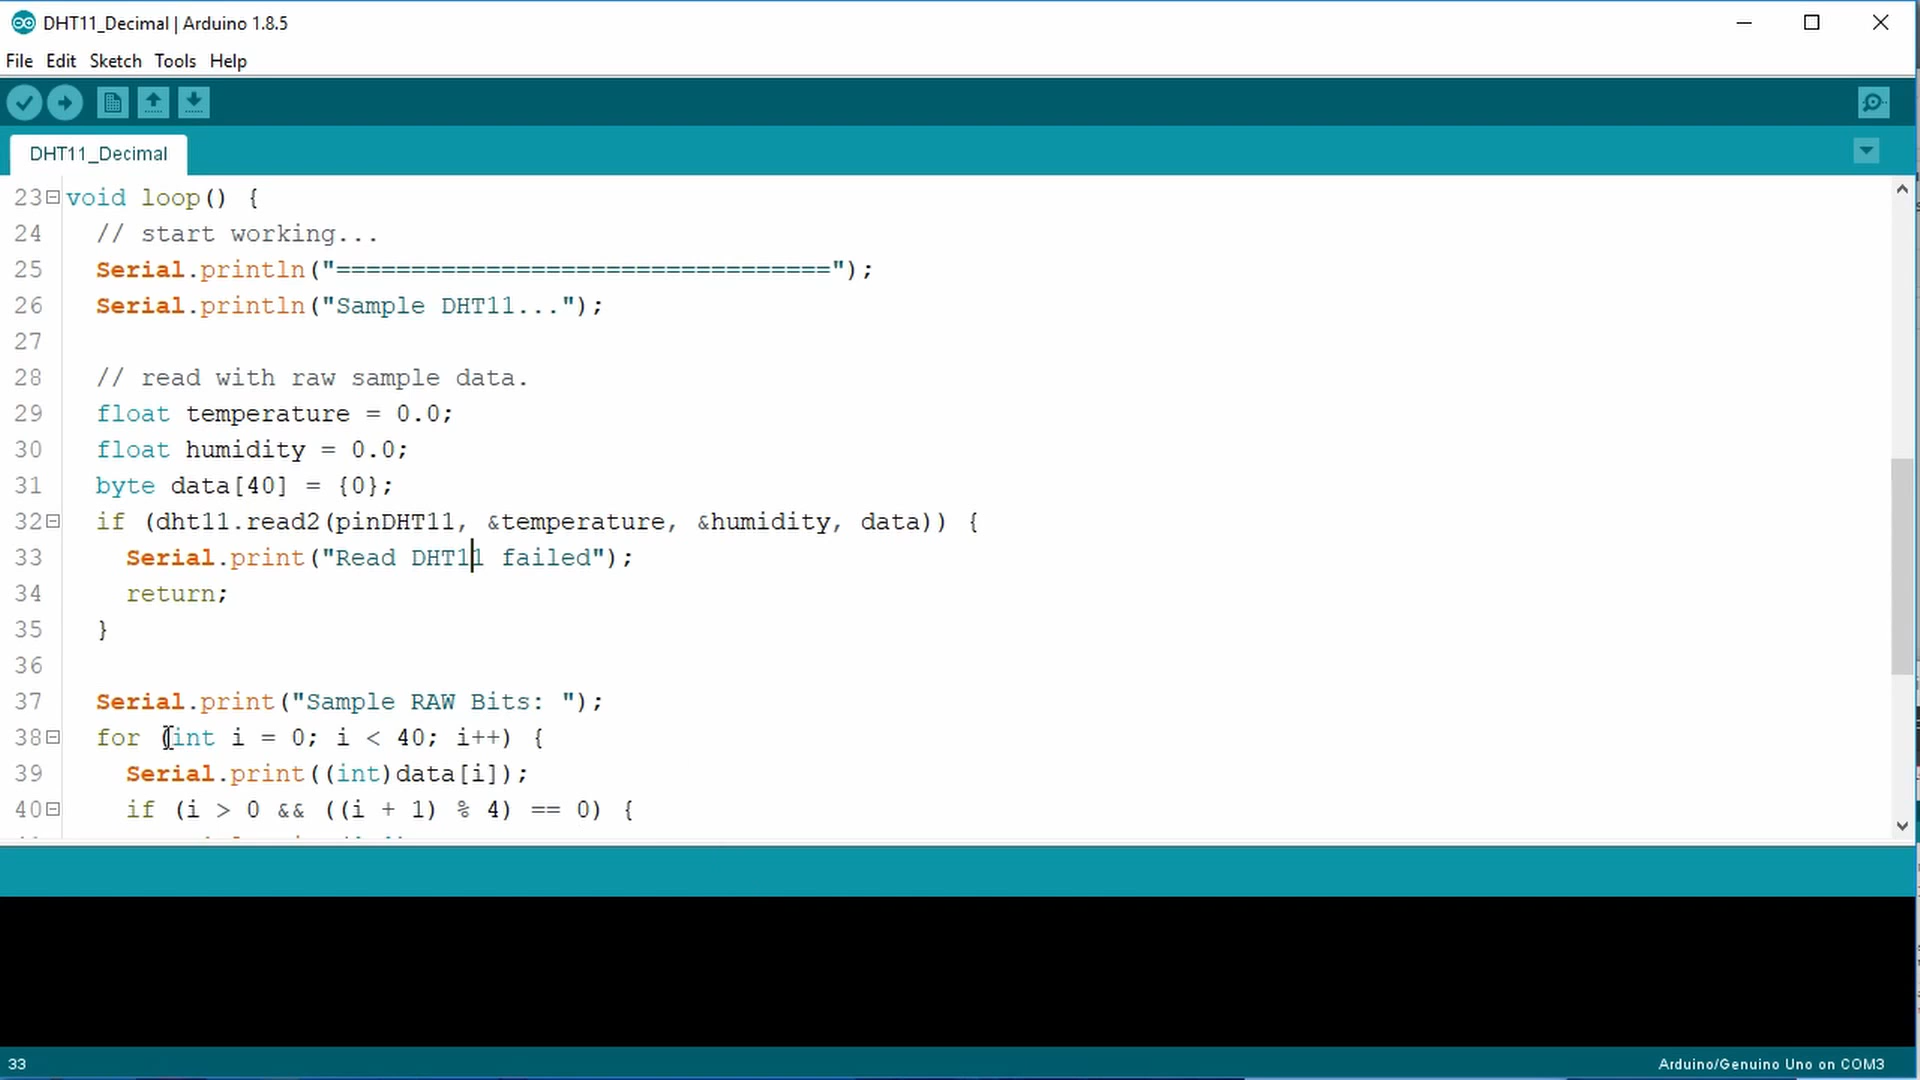 DHT11_Decimal | Arduino 1.8.5
File Edit Sketch Tools Help
DHT11_Decimal
23 void loop() {
24   // start working...
25   Serial.println("=================================");
26   Serial.println("Sample DHT11...");
27
28   // read with raw sample data.
29   float temperature = 0.0;
30   float humidity = 0.0;
31   byte data[40] = {0};
32   if (dht11.read2(pinDHT11, &temperature, &humidity, data)) {
33     Serial.print("Read DHT11 failed");
34     return;
35   }
36
37   Serial.print("Sample RAW Bits: ");
38   for (int i = 0; i < 40; i++) {
39     Serial.print((int)data[i]);
40     if (i > 0 && ((i + 1) % 4) == 0) {
33
Arduino/Genuino Uno on COM3